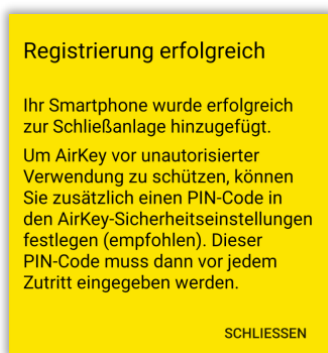 Registrierung erfolgreich
Ihr Smartphone wurde erfolgreich
zur Schließanlage hinzugefügt.
Um AirKey vor unautorisierter
Verwendung zu schützen, können
Sie zusätzlich einen PIN-Code in
den AirKey-Sicherheitseinstellungen
festlegen (empfohlen). Dieser
PIN-Code muss dann vor jedem
Zutritt eingegeben werden.
SCHLIESSEN